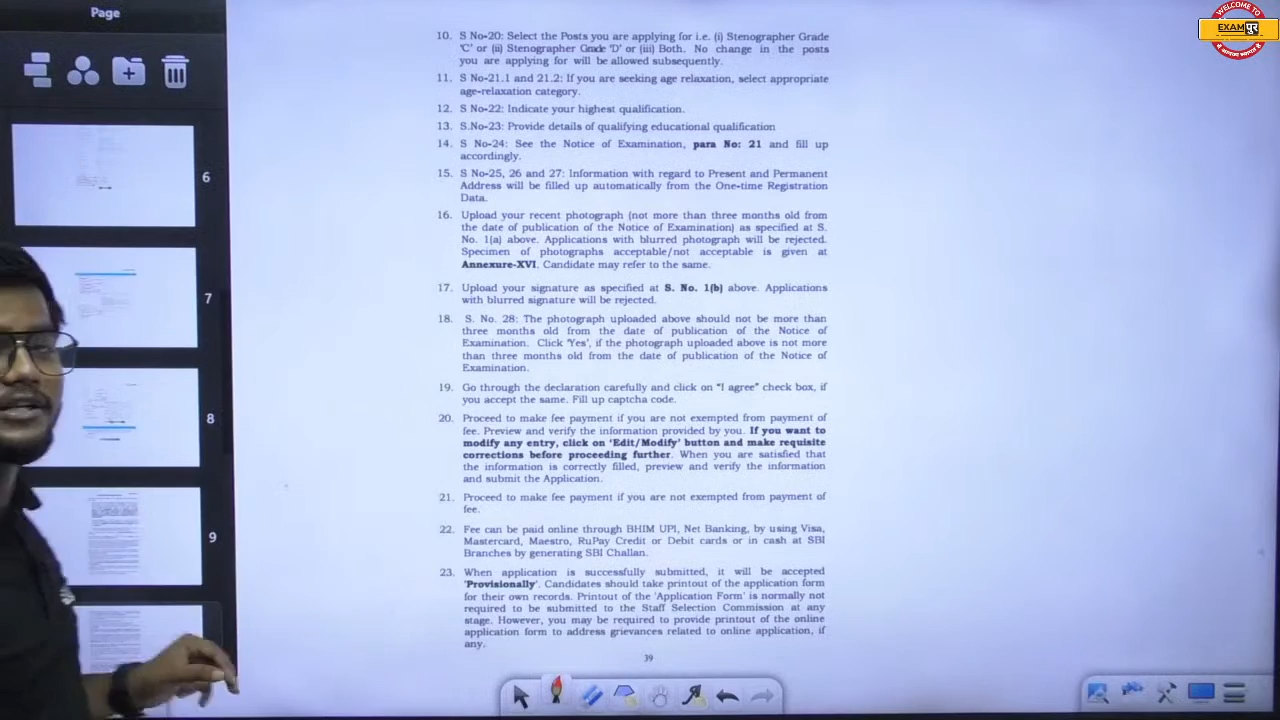 Page
WELCOME TO
EXAM पुर
6
7
8
9
10. S No-20: Select the Posts you are applying for i.e. (i) Stenographer Grade
'C' or (ii) Stenographer Grade 'D' or (iii) Both. No change in the posts
you are applying for will be allowed subsequently.
11. S No-21.1 and 21.2: If you are seeking age relaxation, select appropriate
age-relaxation category.
12. S No-22: Indicate your highest qualification.
13. S.No-23: Provide details of qualifying educational qualification
14. S No-24: See the Notice of Examination, para No: 21 and fill up
accordingly.
15. S No-25, 26 and 27: Information with regard to Present and Permanent
Address will be filled up automatically from the One-time Registration
Data.
16. Upload your recent photograph (not more than three months old from
the date of publication of the Notice of Examination) as specified at S.
No. 1(a) above. Applications with blurred photograph will be rejected.
Specimen of photographs acceptable/not acceptable is given at
Annexure-XVI. Candidate may refer to the same.
17. Upload your signature as specified at S. No. 1(b) above. Applications
with blurred signature will be rejected.
18. S. No. 28: The photograph uploaded above should not be more than
three months old from the date of publication of the Notice of
Examination. Click 'Yes', if the photograph uploaded above is not more
than three months old from the date of publication of the Notice of
Examination.
19. Go through the declaration carefully and click on "I agree" check box, if
you accept the same. Fill up captcha code.
20. Proceed to make fee payment if you are not exempted from payment of
fee. Preview and verify the information provided by you. If you want to
modify any entry, click on 'Edit/Modify' button and make requisite
corrections before proceeding further. When you are satisfied that
the information is correctly filled, preview and verify the information
and submit the Application.
21. Proceed to make fee payment if you are not exempted from payment of
fee.
22. Fee can be paid online through BHIM UPI, Net Banking, by using Visa,
Mastercard, Maestro, RuPay Credit or Debit cards or in cash at SBI
Branches by generating SBI Challan.
23. When application is successfully submitted, it will be accepted
'Provisionally'. Candidates should take printout of the application form
for their own records. Printout of the 'Application Form' is normally not
required to be submitted to the Staff Selection Commission at any
stage. However, you may be required to provide printout of the online
application form to address grievances related to online application, if
any.
39